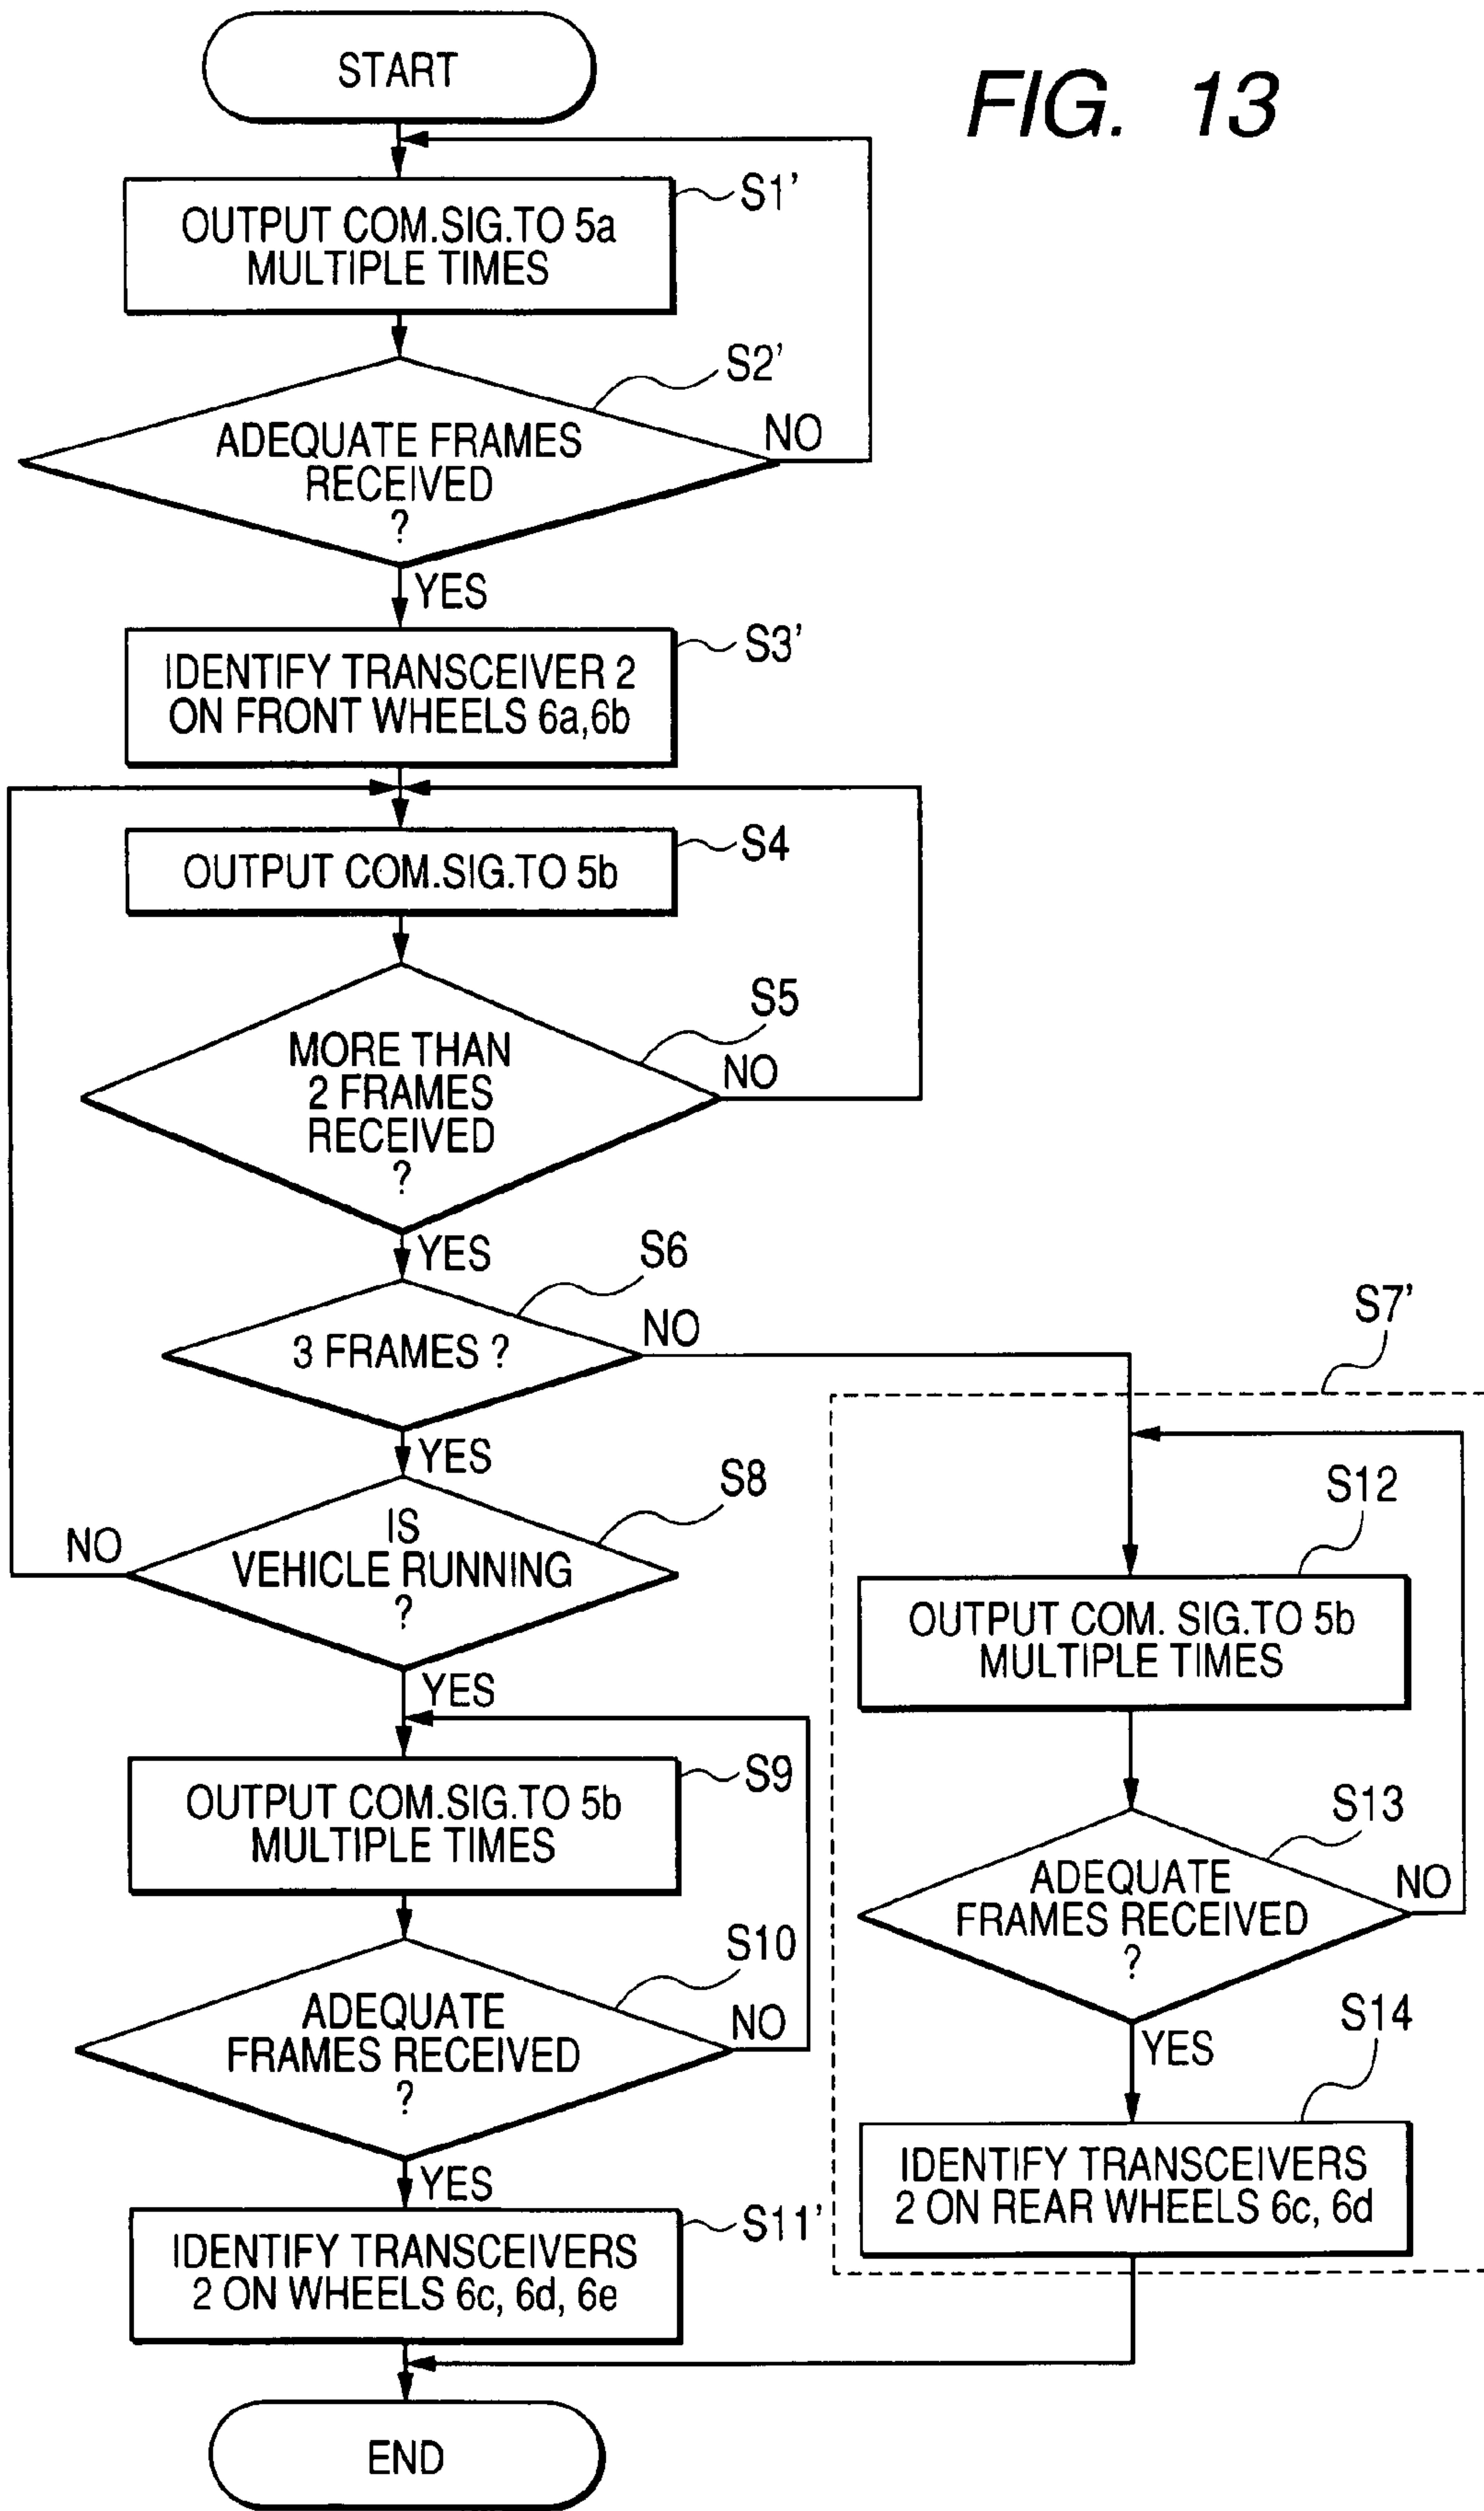 START
FIG. 13
S1'
OUTPUT COM.SIG.TO 5a
MULTIPLE TIMES
S2'
ADEQUATE FRAMES
RECEIVED
?
NO
YES
S3'
IDENTIFY TRANSCEIVER 2
ON FRONT WHEELS 6a,6b
S4
OUTPUT COM.SIG.TO 5b
S5
MORE THAN
2 FRAMES
RECEIVED
?
NO
YES
S6
3 FRAMES ?
NO
YES
S7'
S8
IS
VEHICLE RUNNING
?
NO
YES
S9
OUTPUT COM.SIG.TO 5b
MULTIPLE TIMES
S10
ADEQUATE
FRAMES RECEIVED
?
NO
YES
S11'
IDENTIFY TRANSCEIVERS
2 ON WHEELS 6c, 6d, 6e
S12
OUTPUT COM. SIG.TO 5b
MULTIPLE TIMES
S13
ADEQUATE
FRAMES RECEIVED
?
NO
YES
S14
IDENTIFY TRANSCEIVERS
2 ON REAR WHEELS 6c, 6d
END